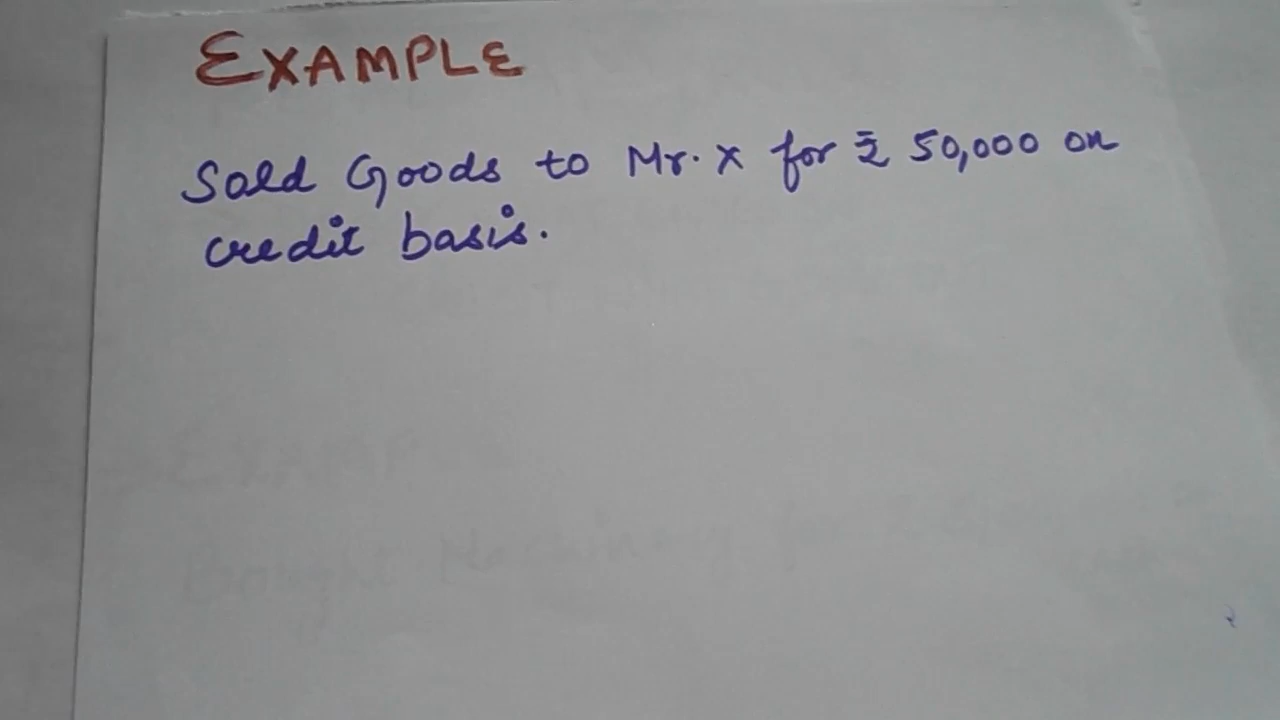 EXAMPLE
Sold Goods to Mr. X for ₹ 50,000 on
credit basis.